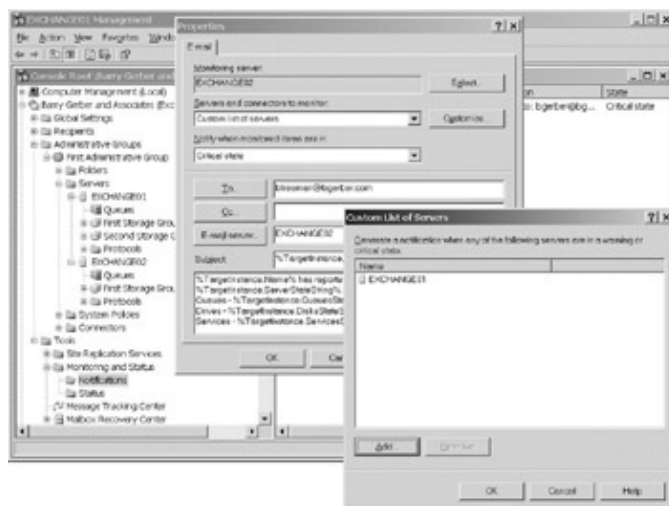 EXCHANGE01 Management
File Action View Favorites Window
Console Root (Barry Gerber and
Computer Management (Local)
Barry Gerber and Associates (Exc
Global Settings
Recipients
Administrative Groups
First Administrative Group
Folders
Servers
EXCHANGE01
Queues
First Storage Grou
Second Storage G
Protocols
EXCHANGE02
Queues
First Storage Grou
Protocols
System Policies
Connectors
Tools
Site Replication Services
Monitoring and Status
Notifications
Status
Message Tracking Center
Mailbox Recovery Center
Properties
E-mail
Monitoring server:
EXCHANGE02
Select...
Servers and connectors to monitor:
Custom list of servers
Customize...
Notify when monitored items are in:
Critical state
To...
@bgerber.com
Cc...
E-mail server...
EXCHANGE02
Subject:
%TargetInstance.
%TargetInstance.Name% has reporte
%TargetInstance.ServerStateString%
Queues - %TargetInstance.QueuesSt
Drives - %TargetInstance.DisksStateS
Services - %TargetInstance.ServicesS
OK
Can
on
State
o: bgerber@bg...
Critical state
Custom List of Servers
Generate a notification when any of the following servers are in a warning or
critical state.
Name
EXCHANGE01
Add...
Remove
OK
Cancel
Help